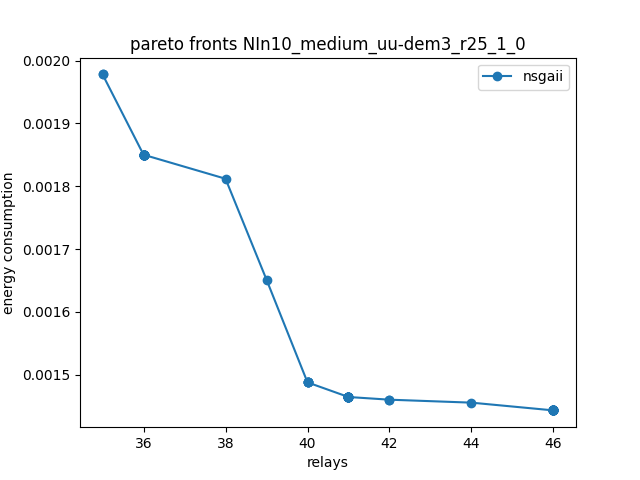 pareto fronts NIn10_medium_uu-dem3_r25_1_0
nsgaii
energy consumption
0.0020
0.0019
0.0018
0.0017
0.0016
0.0015
36 38 40 42 44 46
relays